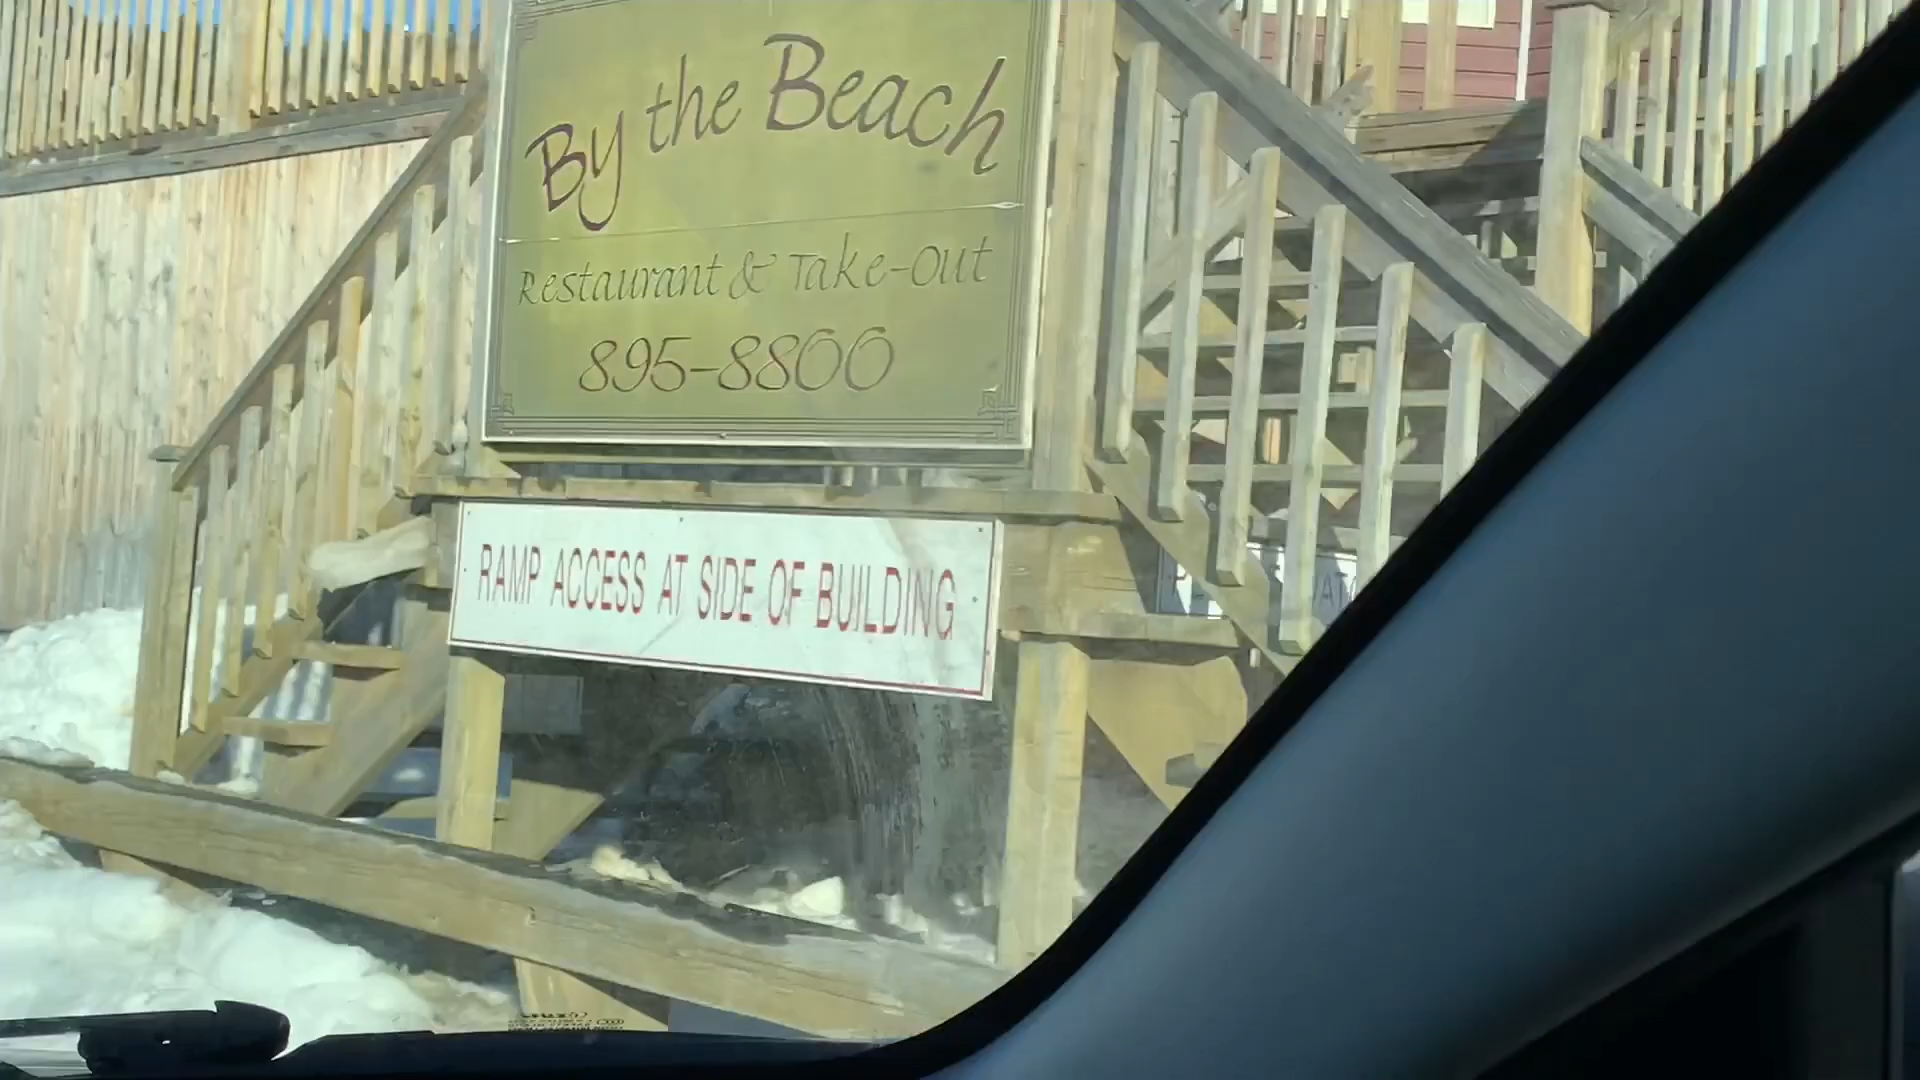 By the Beach
Restaurant & Take-Out
895-8800
RAMP ACCESS AT SIDE OF BUILDING